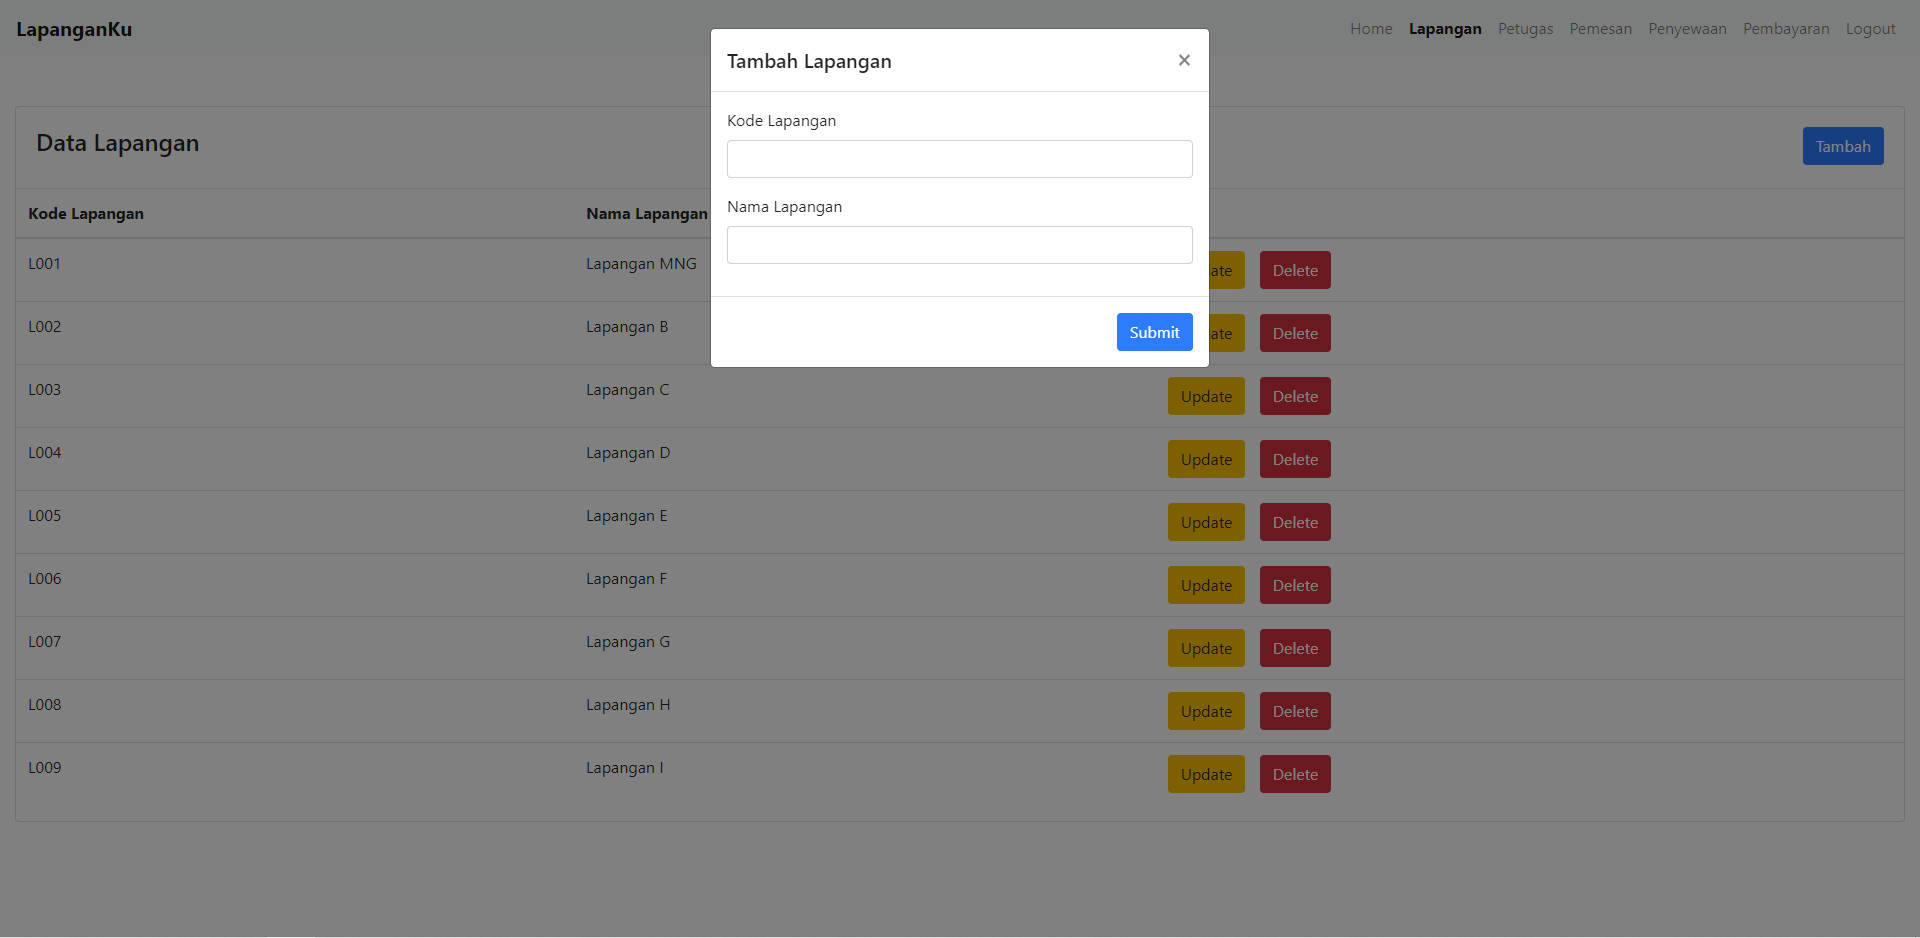 LapanganKu
Home Lapangan Petugas Pemesan Penyewaan Pembayaran Logout
Tambah Lapangan ×
Kode Lapangan
Nama Lapangan
Submit
Data Lapangan
Tambah
Kode Lapangan Nama Lapangan
L001 Lapangan MNG ate Delete
L002 Lapangan B ate Delete
L003 Lapangan C Update Delete
L004 Lapangan D Update Delete
L005 Lapangan E Update Delete
L006 Lapangan F Update Delete
L007 Lapangan G Update Delete
L008 Lapangan H Update Delete
L009 Lapangan I Update Delete